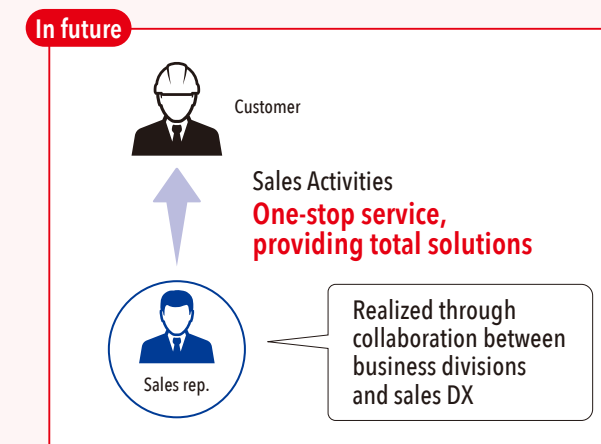 In future
Customer
Sales Activities
One-stop service,
providing total solutions
Sales rep.
Realized through
collaboration between
business divisions
and sales DX